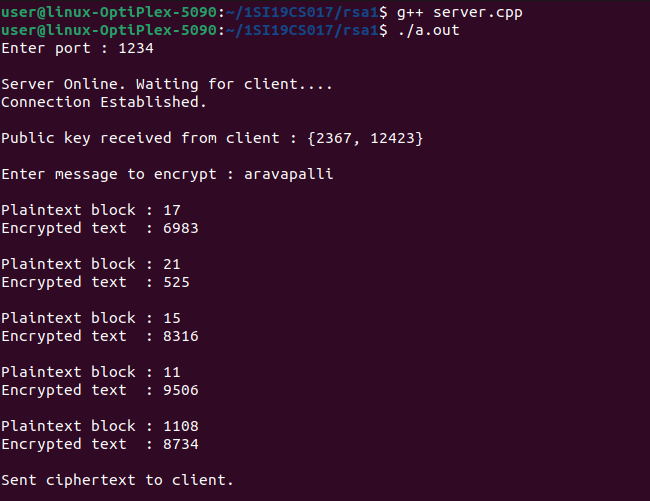 user@linux-OptiPlex-5090:~/1SI19CS017/rsa1$ g++ server.cpp
user@linux-OptiPlex-5090:~/1SI19CS017/rsa1$ ./a.out
Enter port : 1234
Server Online. Waiting for client....
Connection Established.
Public key received from client : {2367, 12423}
Enter message to encrypt : aravapalli
Plaintext block : 17
Encrypted text  : 6983
Plaintext block : 21
Encrypted text  : 525
Plaintext block : 15
Encrypted text  : 8316
Plaintext block : 11
Encrypted text  : 9506
Plaintext block : 1108
Encrypted text  : 8734
Sent ciphertext to client.